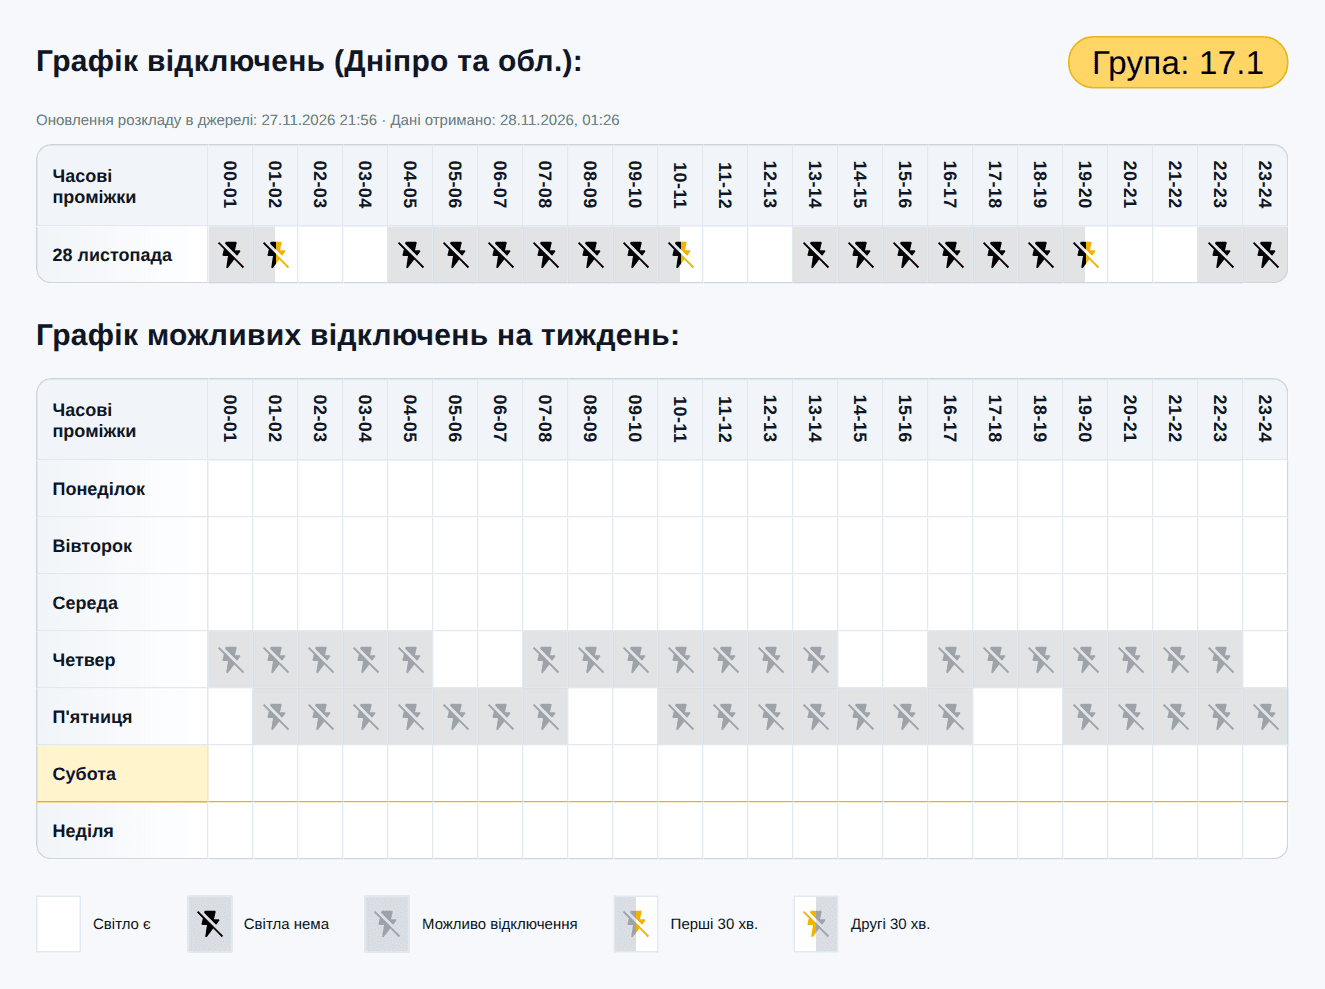 Графік відключень (Дніпро та обл.):
Група: 17.1
Оновлення розкладу в джерелі: 27.11.2026 21:56 · Дані отримано: 28.11.2026, 01:26
Часові
проміжки
00-01 01-02 02-03 03-04 04-05 05-06 06-07 07-08 08-09 09-10 10-11 11-12 12-13 13-14 14-15 15-16 16-17 17-18 18-19 19-20 20-21 21-22 22-23 23-24
28 листопада
Графік можливих відключень на тиждень:
Часові
проміжки
00-01 01-02 02-03 03-04 04-05 05-06 06-07 07-08 08-09 09-10 10-11 11-12 12-13 13-14 14-15 15-16 16-17 17-18 18-19 19-20 20-21 21-22 22-23 23-24
Понеділок
Вівторок
Середа
Четвер
П'ятниця
Субота
Неділя
Світло є
Світла нема
Можливо відключення
Перші 30 хв.
Другі 30 хв.